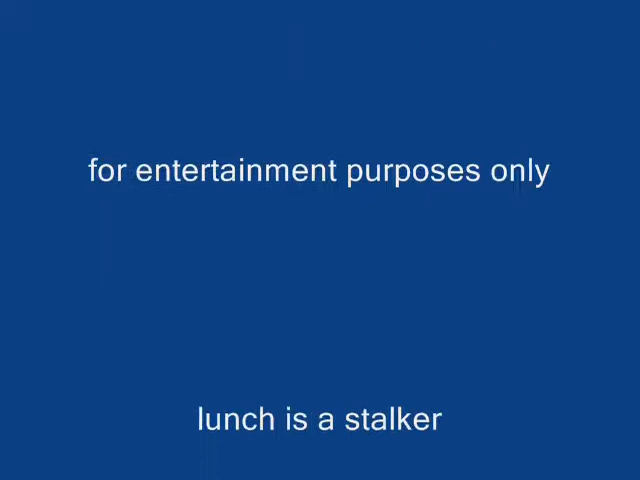 for entertainment purposes only
lunch is a stalker